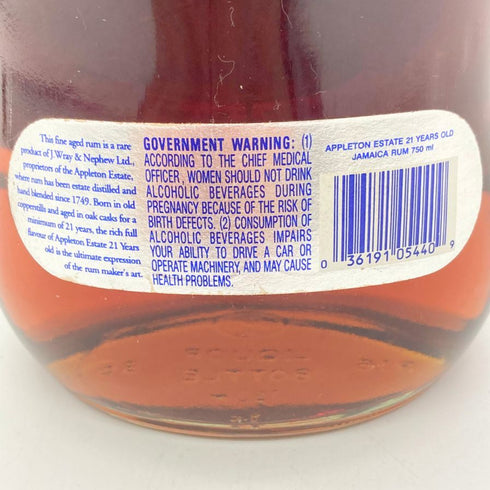 This fine aged rum is a rare
product of J.Wray & Nephew Ltd.,
proprietors of the Appleton Estate,
where rum has been estate distilled and
hand blended since 1749. Born in old
copperstills and aged in oak casks for a
minimum of 21 years, the rich full
flavour of Appleton Estate 21 Years
old is the ultimate expression
of the rum maker's art.
GOVERNMENT WARNING: (1)
ACCORDING TO THE CHIEF MEDICAL
OFFICER, WOMEN SHOULD NOT DRINK
ALCOHOLIC BEVERAGES DURING
PREGNANCY BECAUSE OF THE RISK OF
BIRTH DEFECTS. (2) CONSUMPTION OF
ALCOHOLIC BEVERAGES IMPAIRS
YOUR ABILITY TO DRIVE A CAR OR
OPERATE MACHINERY, AND MAY CAUSE
HEALTH PROBLEMS.
APPLETON ESTATE 21 YEARS OLD
JAMAICA RUM 750 ml
0 36191 05440 9